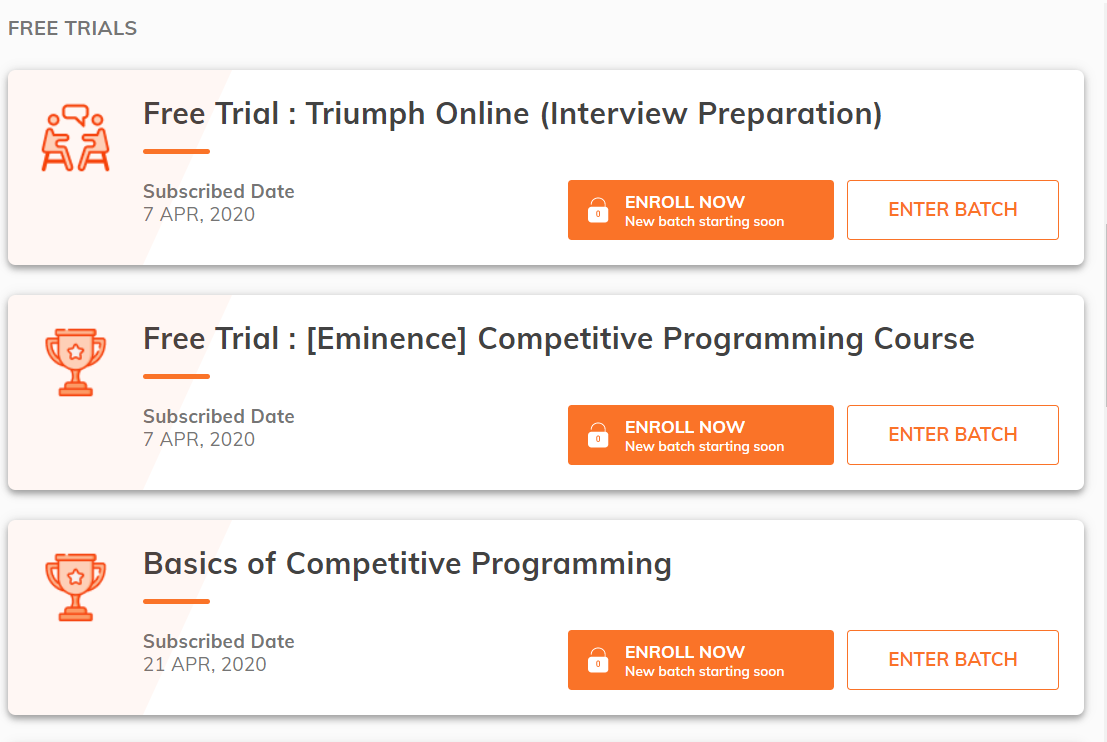 FREE TRIALS
Free Trial : Triumph Online (Interview Preparation)
Subscribed Date
7 APR, 2020
0
ENROLL NOW
New batch starting soon
ENTER BATCH
Free Trial : [Eminence] Competitive Programming Course
Subscribed Date
7 APR, 2020
0
ENROLL NOW
New batch starting soon
ENTER BATCH
Basics of Competitive Programming
Subscribed Date
21 APR, 2020
0
ENROLL NOW
New batch starting soon
ENTER BATCH